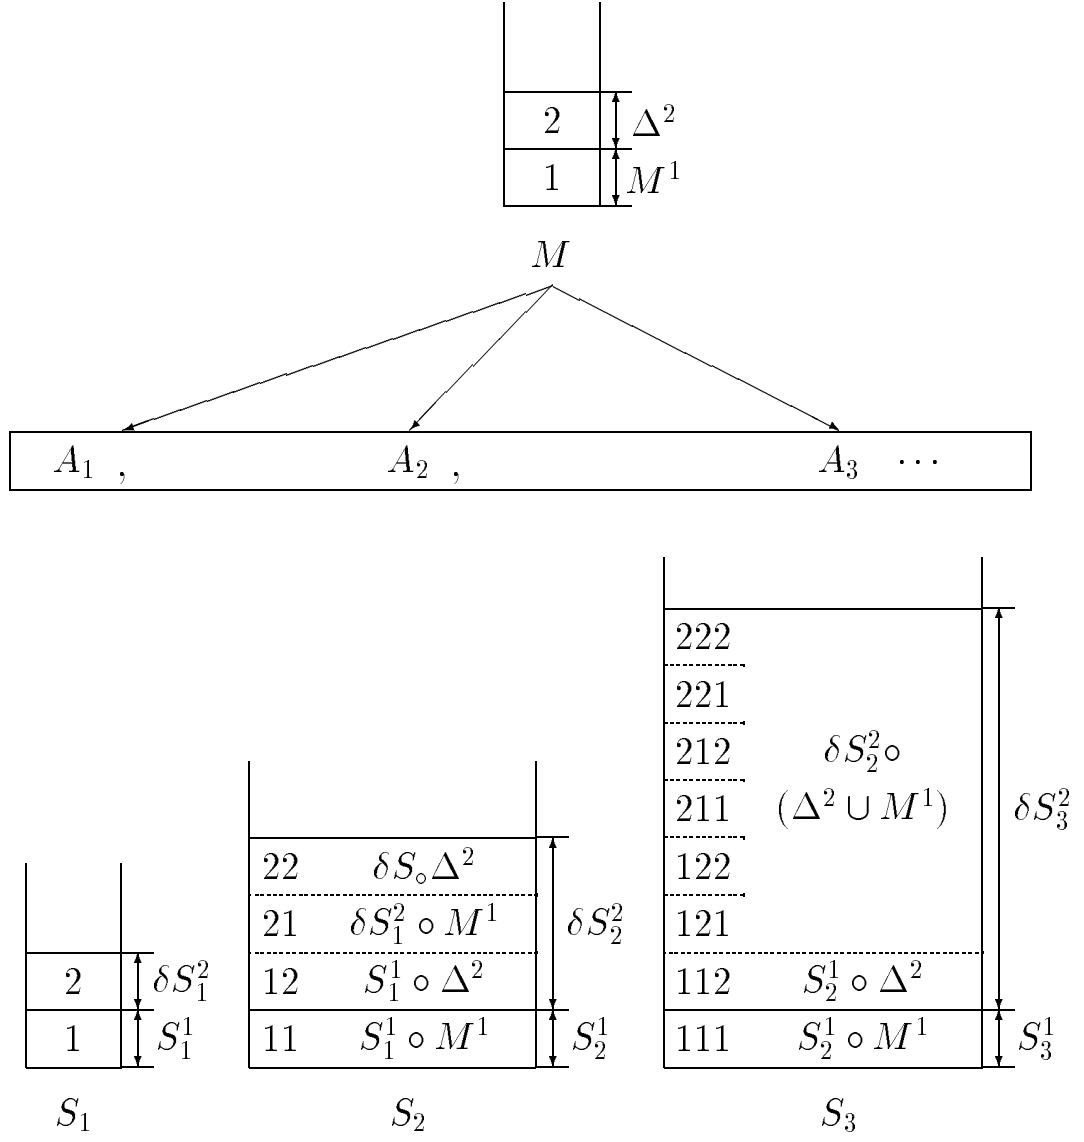 2 Δ²
1 M¹
M
A₁ , A₂ , A₃ ⋯
222
221
212 δS₂²∘
211 (Δ² ∪ M¹) δS₃²
122
121
112 S₂¹ ∘ Δ²
111 S₂¹ ∘ M¹ S₃¹
22 δS∘Δ²
21 δS₁² ∘ M¹ δS₂²
12 S₁¹ ∘ Δ²
11 S₁¹ ∘ M¹ S₂¹
2 δS₁²
1 S₁¹
S₁ S₂ S₃